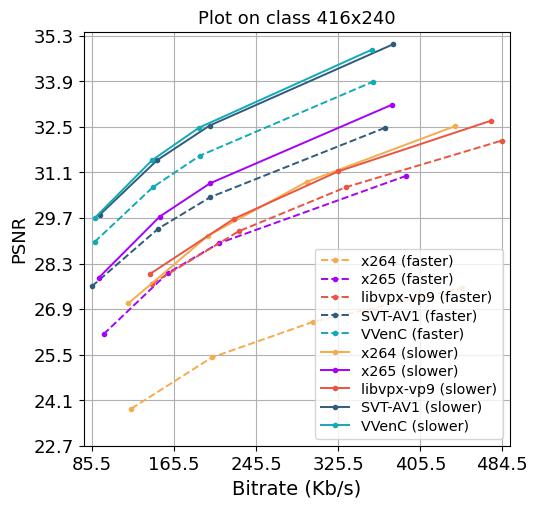 Plot on class 416x240
PSNR
35.3
33.9
32.5
31.1
29.7
28.3
26.9
25.5
24.1
22.7
x264 (faster)
x265 (faster)
libvpx-vp9 (faster)
SVT-AV1 (faster)
VVenC (faster)
x264 (slower)
x265 (slower)
libvpx-vp9 (slower)
SVT-AV1 (slower)
VVenC (slower)
85.5 165.5 245.5 325.5 405.5 484.5
Bitrate (Kb/s)